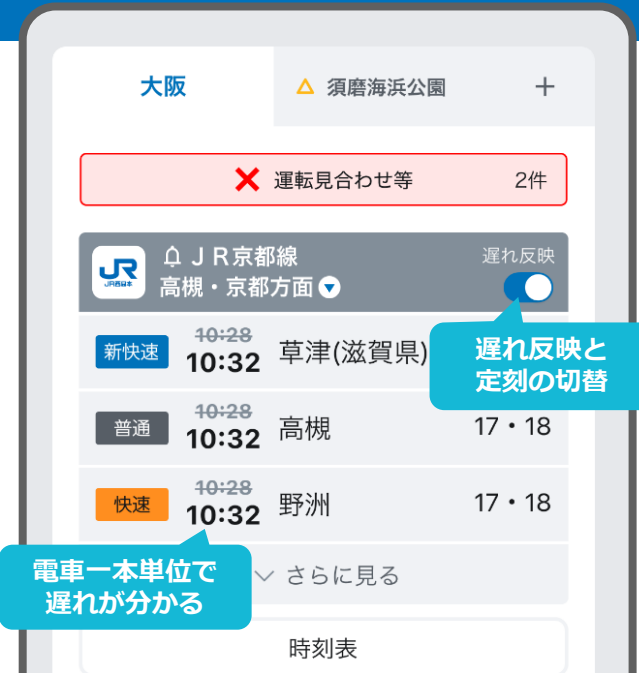 大阪
須磨海浜公園
+
運転見合わせ等 2件
JR
JR西日本
JR京都線
遅れ反映
高槻・京都方面
新快速 10:28 10:32 草津(滋賀県)
遅れ反映と
定刻の切替
普通 10:28 10:32 高槻 17・18
快速 10:28 10:32 野洲 17・18
電車一本単位で
遅れが分かる
さらに見る
時刻表